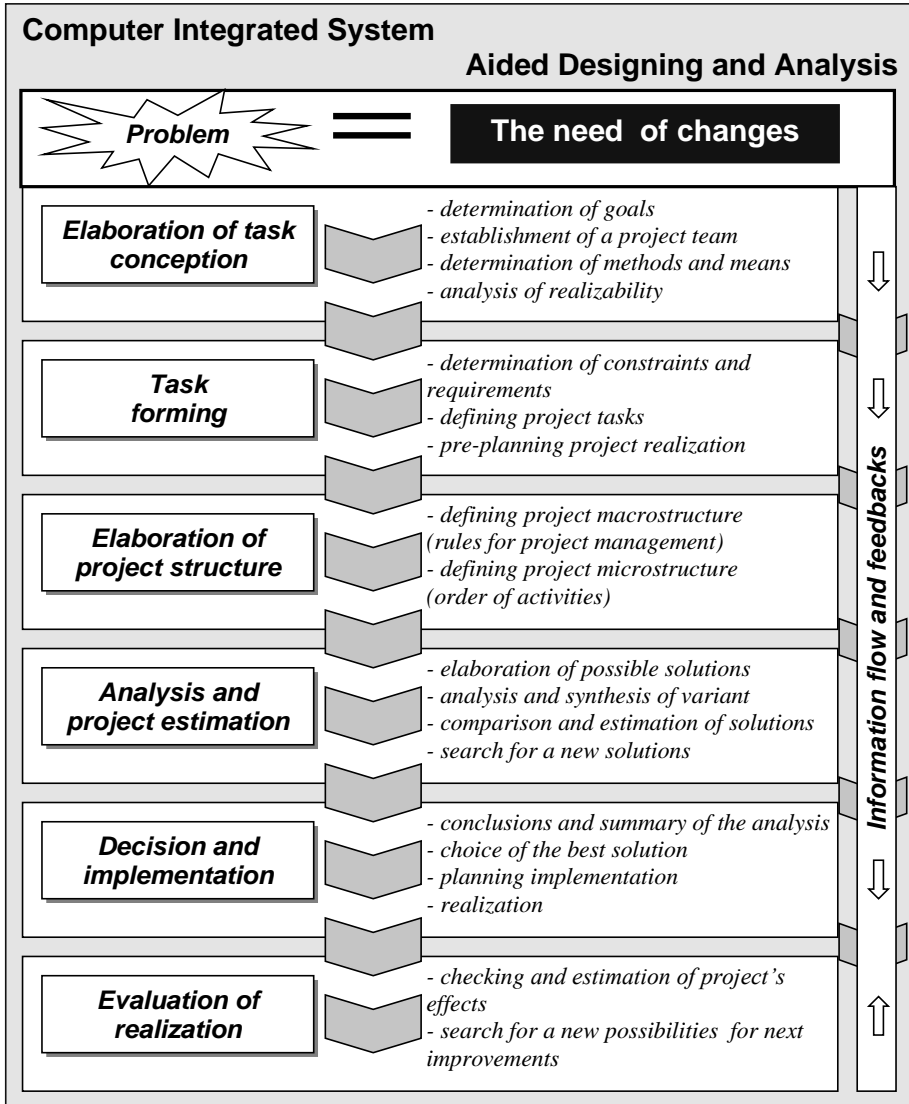 Computer Integrated System
Aided Designing and Analysis
Problem
=
The need of changes
Elaboration of task
conception
- determination of goals
- establishment of a project team
- determination of methods and means
- analysis of realizability
Task
forming
- determination of constraints and
requirements
- defining project tasks
- pre-planning project realization
Elaboration of
project structure
- defining project macrostructure
(rules for project management)
- defining project microstructure
(order of activities)
Analysis and
project estimation
- elaboration of possible solutions
- analysis and synthesis of variant
- comparison and estimation of solutions
- search for a new solutions
Decision and
implementation
- conclusions and summary of the analysis
- choice of the best solution
- planning implementation
- realization
Evaluation of
realization
- checking and estimation of project's
effects
- search for a new possibilities for next
improvements
Information flow and feedbacks